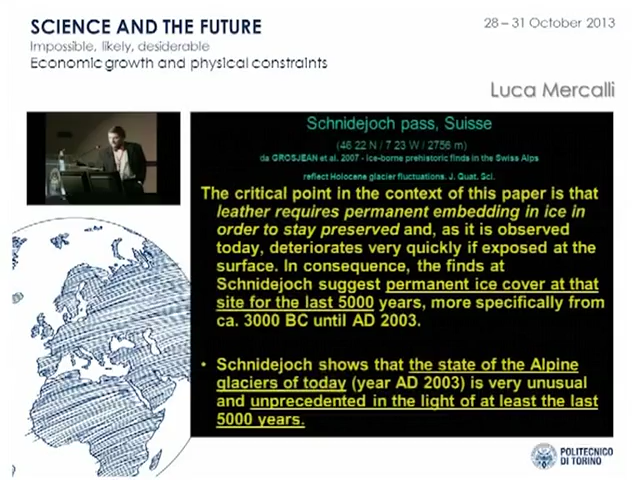 SCIENCE AND THE FUTURE
Impossible, likely, desiderable
Economic growth and physical constraints
28 – 31 October 2013
Luca Mercalli
Schnidejoch pass, Suisse
(46 22 N / 7 23 W / 2756 m)
da GROSJEAN et al. 2007 - ice-borne prehistoric finds in the Swiss Alps
reflect Holocene glacier fluctuations. J. Quat. Sci.
The critical point in the context of this paper is that
leather requires permanent embedding in ice in
order to stay preserved and, as it is observed
today, deteriorates very quickly if exposed at the
surface. In consequence, the finds at
Schnidejoch suggest permanent ice cover at that
site for the last 5000 years, more specifically from
ca. 3000 BC until AD 2003.
• Schnidejoch shows that the state of the Alpine
glaciers of today (year AD 2003) is very unusual
and unprecedented in the light of at least the last
5000 years.
POLITECNICO
DI TORINO